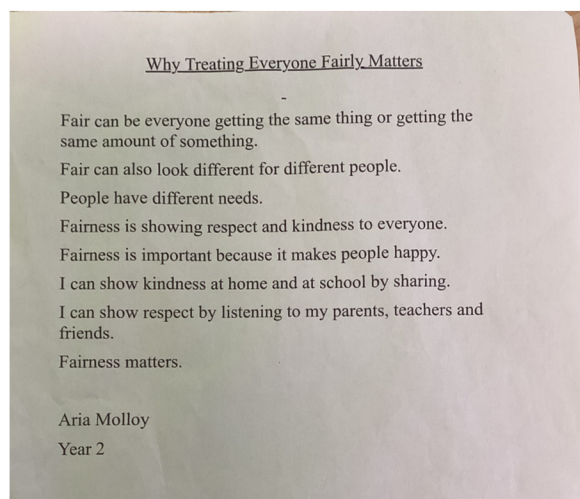 Why Treating Everyone Fairly Matters
-
Fair can be everyone getting the same thing or getting the
same amount of something.
Fair can also look different for different people.
People have different needs.
Fairness is showing respect and kindness to everyone.
Fairness is important because it makes people happy.
I can show kindness at home and at school by sharing.
I can show respect by listening to my parents, teachers and
friends.
Fairness matters.
Aria Molloy
Year 2